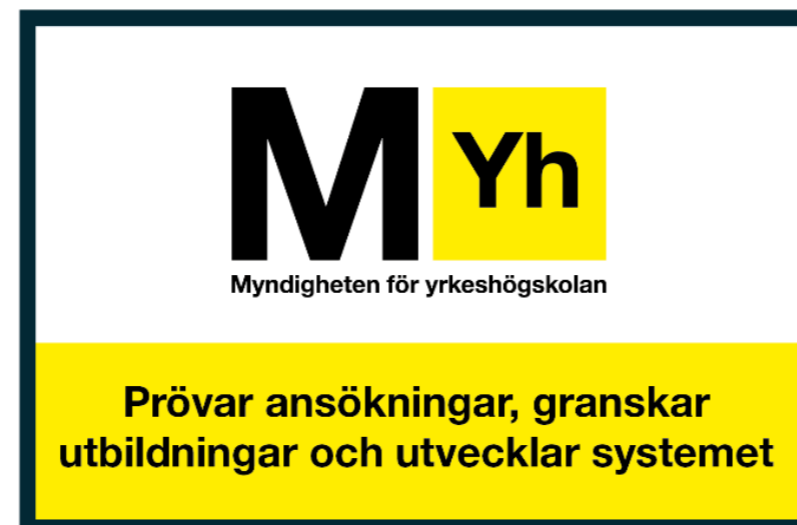 M Yh
Myndigheten för yrkeshögskolan
Prövar ansökningar, granskar
utbildningar och utvecklar systemet